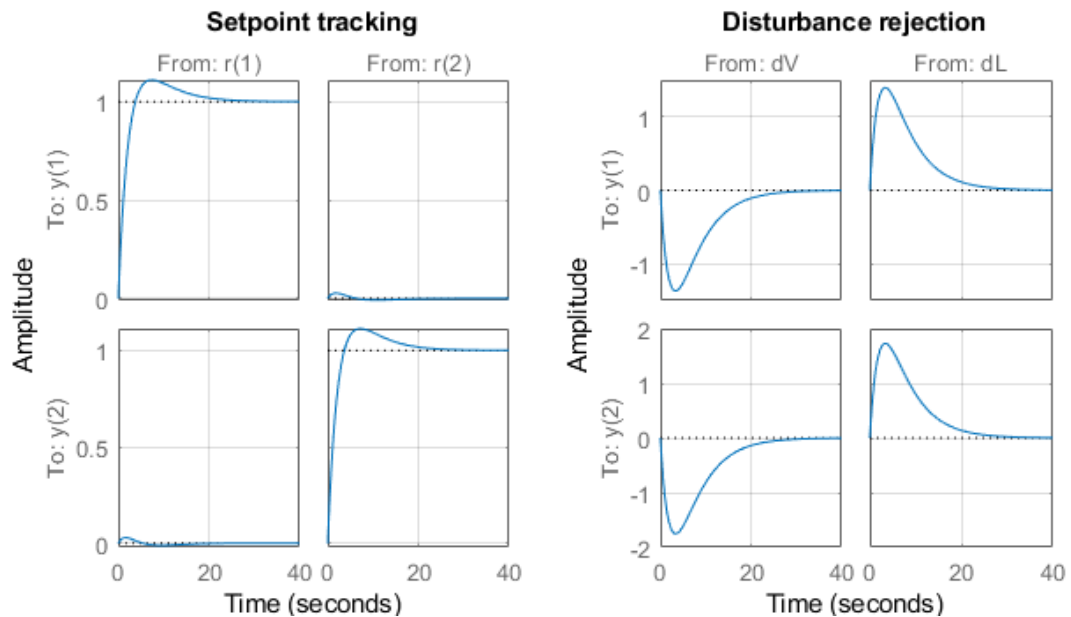 Setpoint tracking
From: r(1)
From: r(2)
Amplitude
To: y(1)
1
0.5
0
To: y(2)
1
0.5
0
0
20
40
0
20
40
Time (seconds)
Disturbance rejection
From: dV
From: dL
Amplitude
To: y(1)
1
0
-1
To: y(2)
2
1
0
-1
-2
0
20
40
0
20
40
Time (seconds)